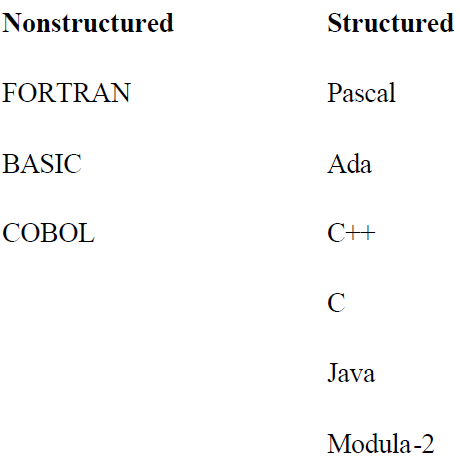 Nonstructured Structured
FORTRAN Pascal
BASIC Ada
COBOL C++
C
Java
Modula-2